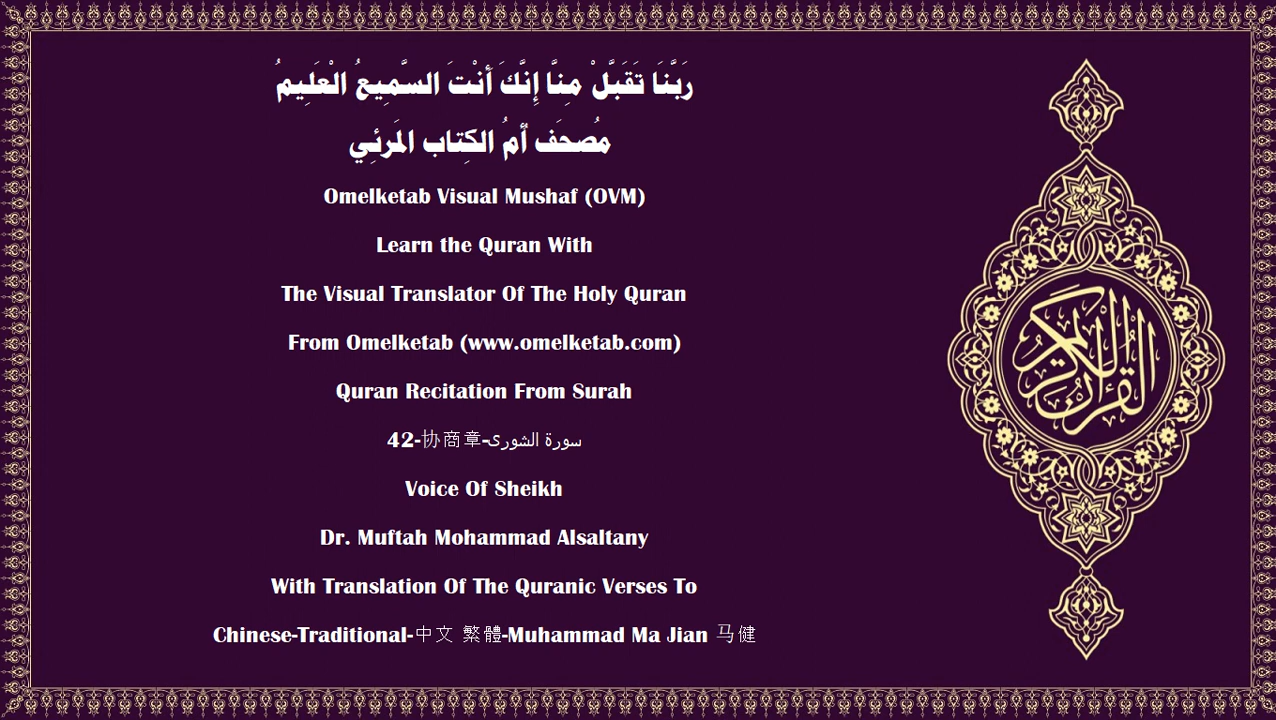 رَبَّنَا تَقَبَّلْ مِنَّا إِنَّكَ أَنْتَ السَّمِيعُ الْعَلِيمُ
مُصحَف أمُ الكِتاب المَرئِي
Omelketab Visual Mushaf (OVM)
Learn the Quran With
The Visual Translator Of The Holy Quran
From Omelketab (www.omelketab.com)
Quran Recitation From Surah
42-协商章-سورة الشورى
Voice Of Sheikh
Dr. Muftah Mohammad Alsaltany
With Translation Of The Quranic Verses To
Chinese-Traditional-中文 繁體-Muhammad Ma Jian 马健
القرآن الكريم